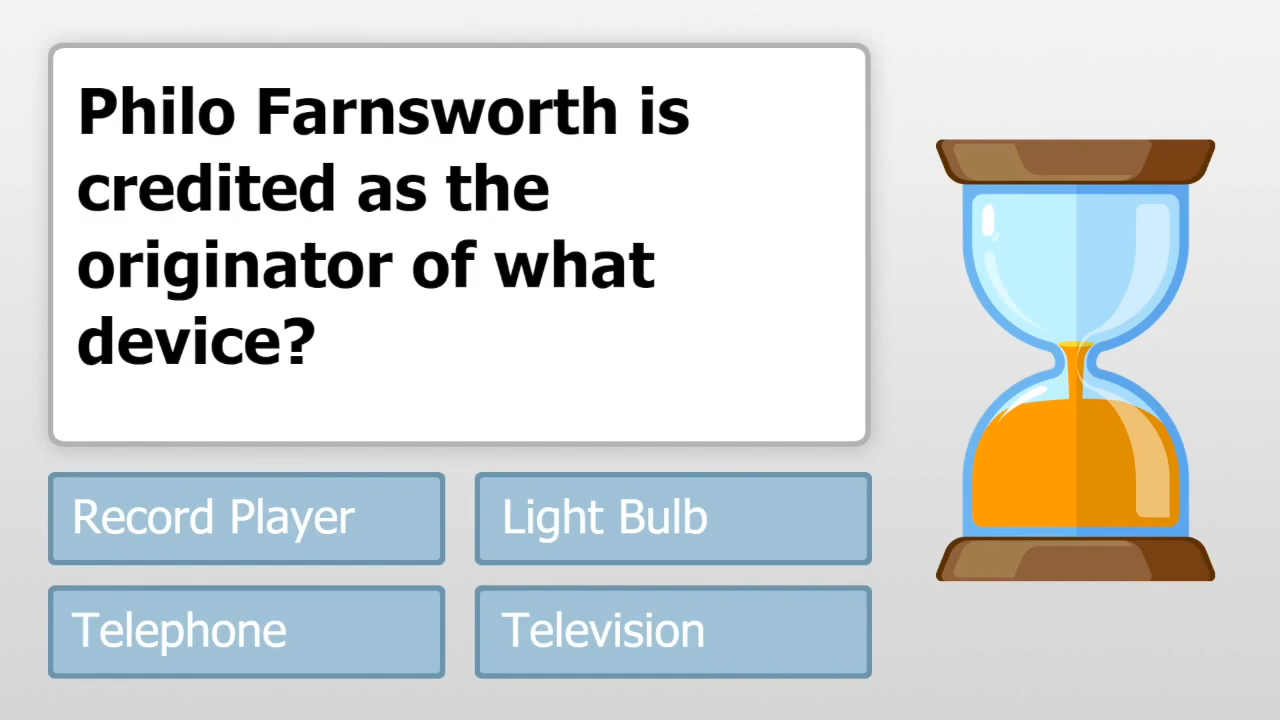 Philo Farnsworth is
credited as the
originator of what
device?
Record Player
Light Bulb
Telephone
Television